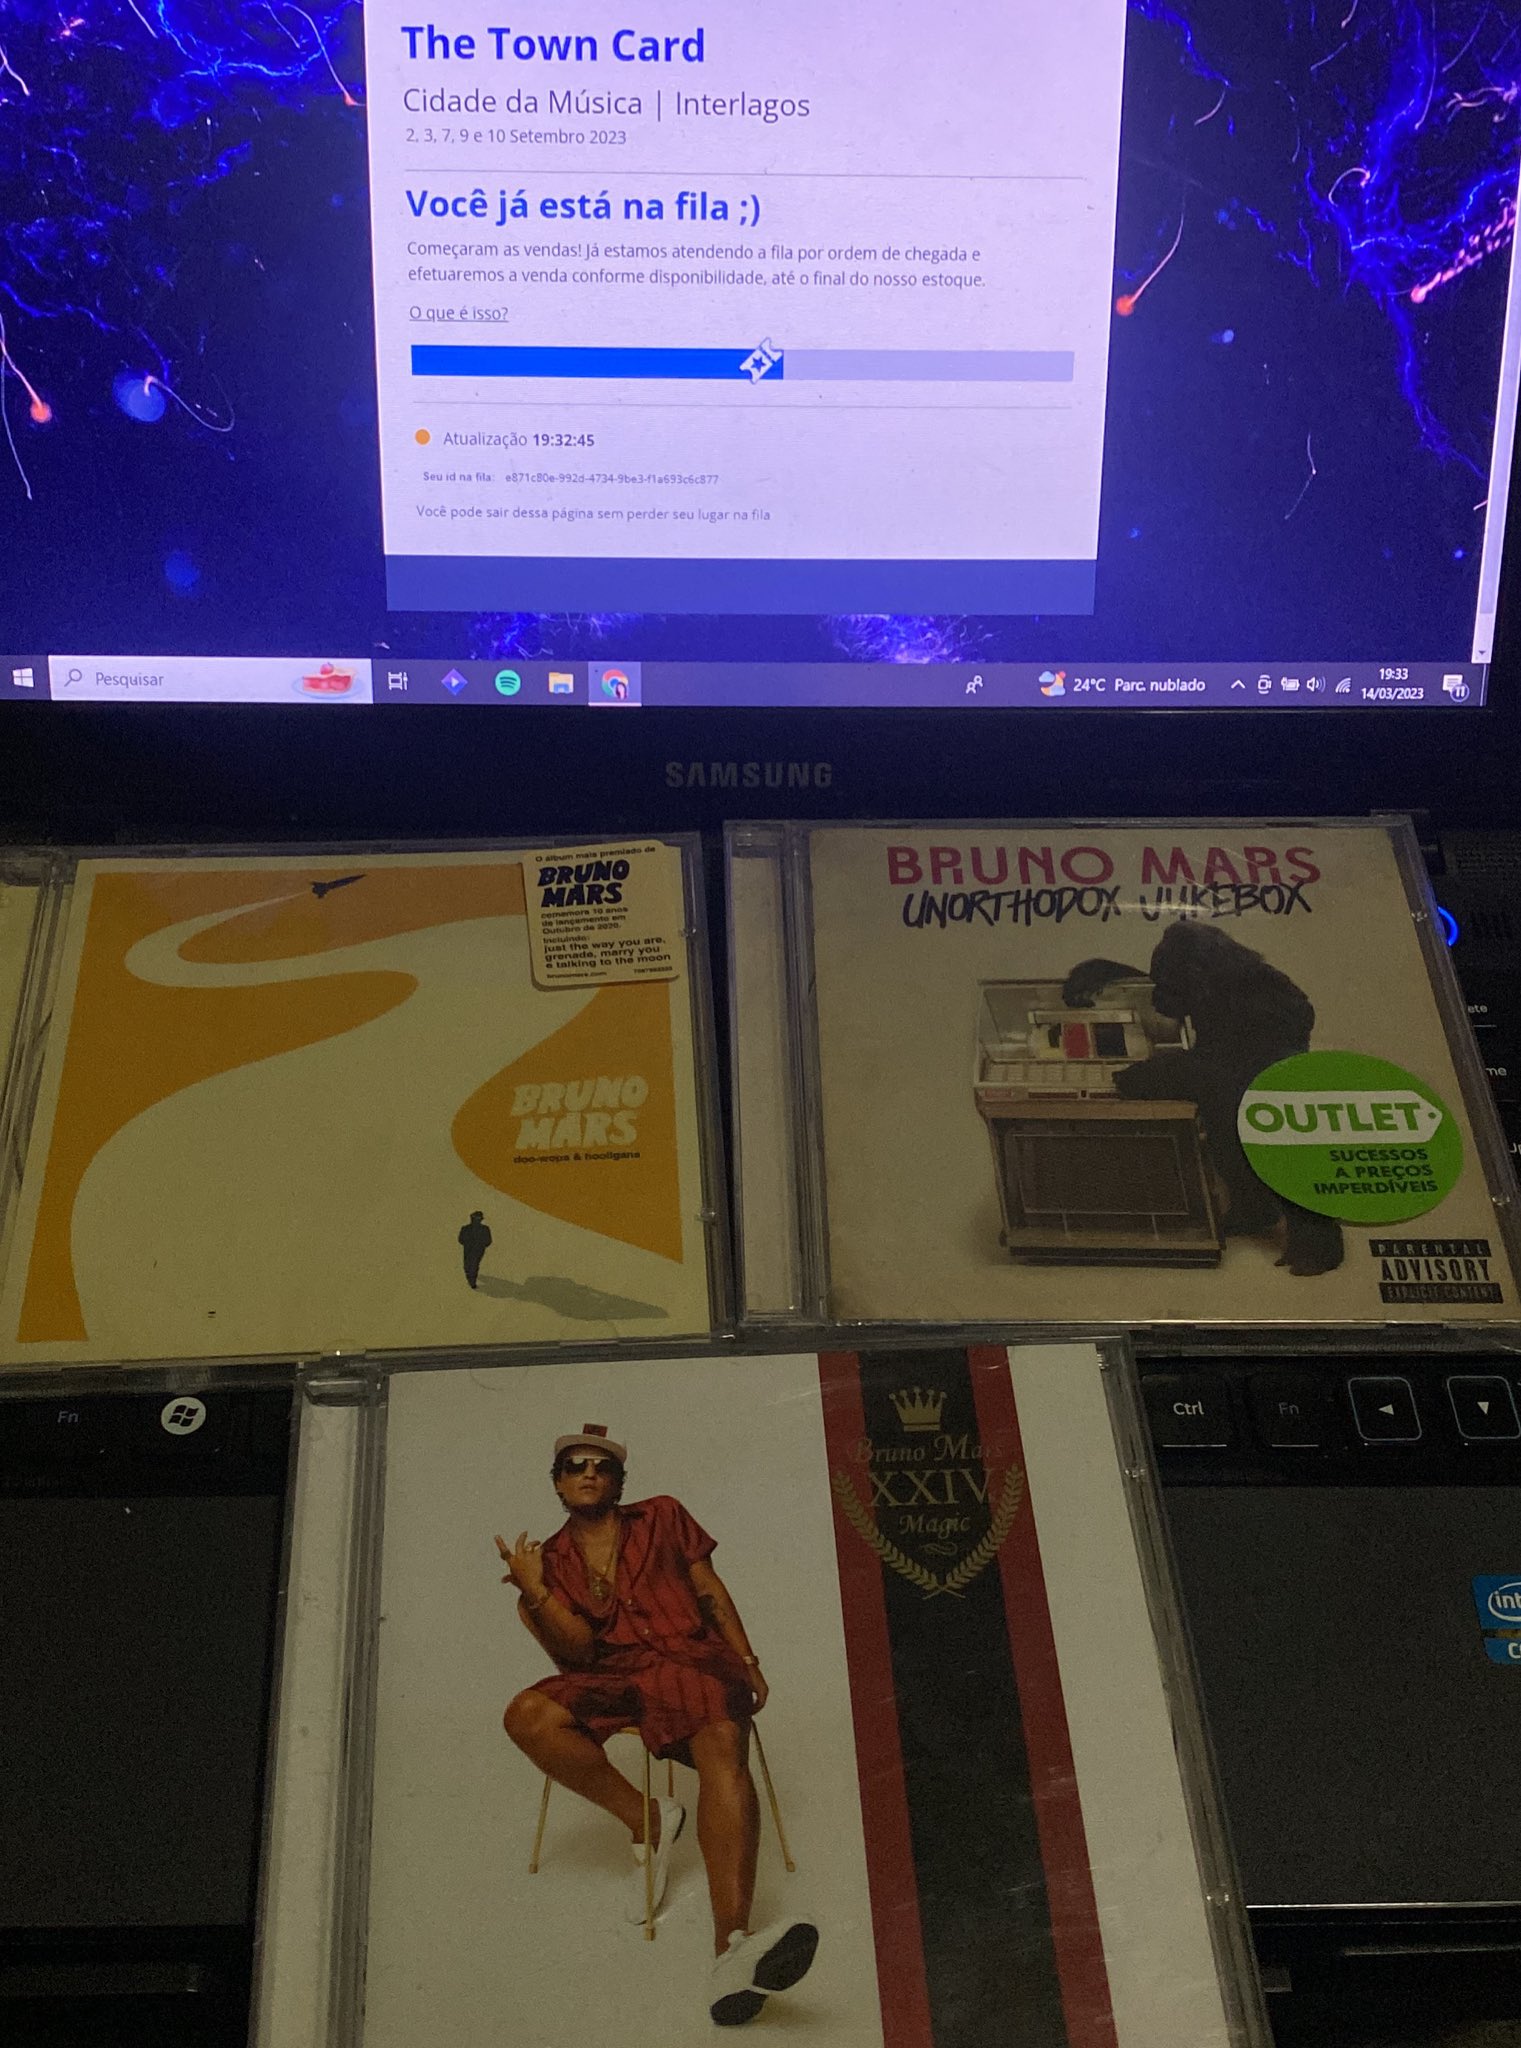 The Town Card
Cidade da Música | Interlagos
2, 3, 7, 9 e 10 Setembro 2023
Você já está na fila ;)
Começaram as vendas! Já estamos atendendo a fila por ordem de chegada e
efetuaremos a venda conforme disponibilidade, até o final do nosso estoque.
O que é isso?
Atualização 19:32:45
Seu id na fila: e871c80e-992d-4734-9be3-f1a693c6c877
Você pode sair dessa página sem perder seu lugar na fila
Pesquisar
24°C Parc. nublado
19:33
14/03/2023
11
SAMSUNG
O álbum mais premiado de
BRUNO
MARS
comemora 10 anos
de lançamento em
Outubro de 2020.
Incluindo:
just the way you are,
grenade, marry you
e talking to the moon
brunomars.com
BRUNO
MARS
doo-wops & hooligans
BRUNO MARS
UNORTHODOX JUKEBOX
OUTLET
SUCESSOS
A PREÇOS
IMPERDÍVEIS
PARENTAL
ADVISORY
EXPLICIT CONTENT
ete
me
Fn
Ctrl
Fn
Bruno Mars
XXIV
Magic
int